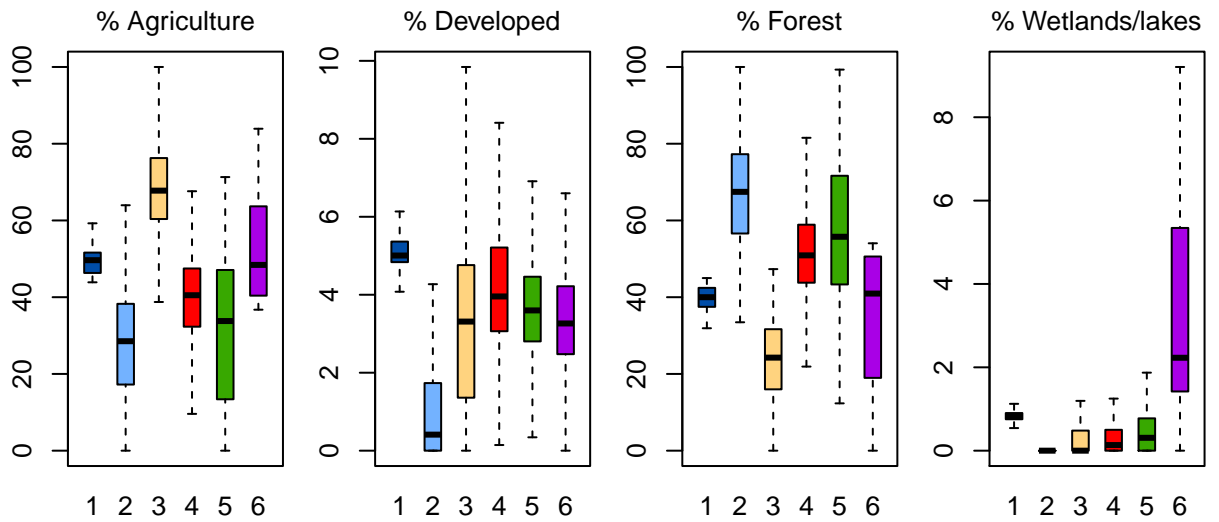 % Agriculture
0 20 40 60 80 100
1 2 3 4 5 6
% Developed
0 2 4 6 8 10
1 2 3 4 5 6
% Forest
0 20 40 60 80 100
1 2 3 4 5 6
% Wetlands/lakes
0 2 4 6 8
1 2 3 4 5 6